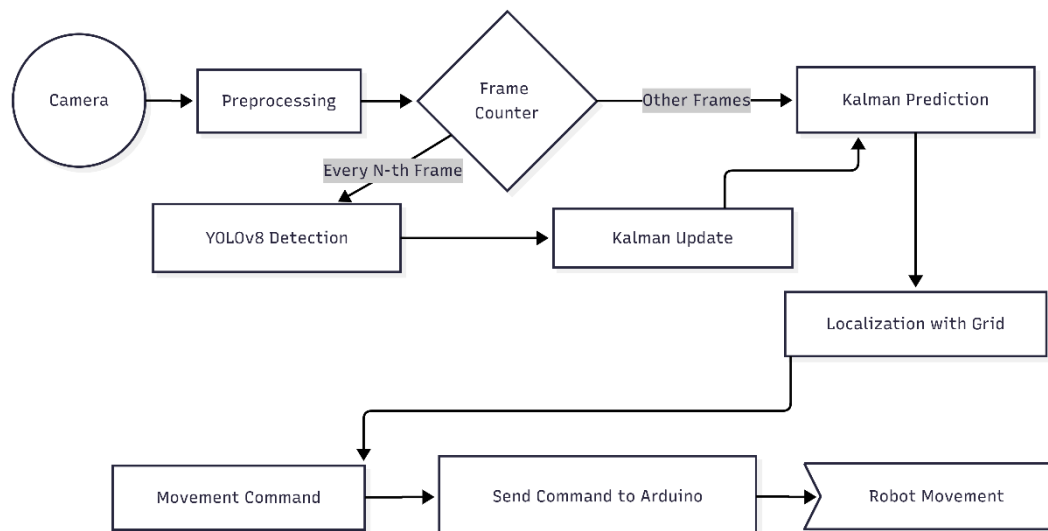 Camera
Preprocessing
Frame
Counter
Other Frames
Kalman Prediction
Every N-th Frame
YOLOv8 Detection
Kalman Update
Localization with Grid
Movement Command
Send Command to Arduino
Robot Movement